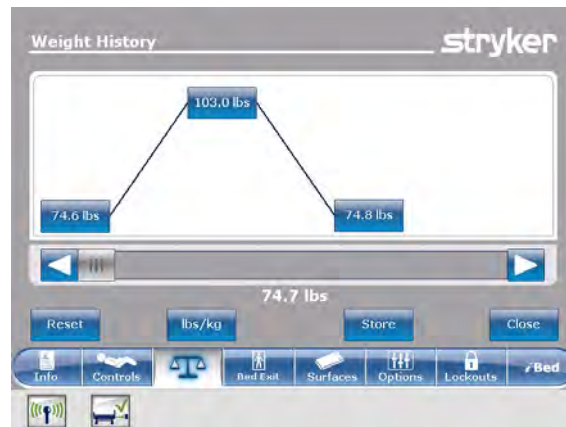 Weight History
stryker
103.0 lbs
74.6 lbs
74.8 lbs
74.7 lbs
Reset
lbs/kg
Store
Close
Info
Controls
Bed Exit
Surfaces
Options
Lockouts
iBed